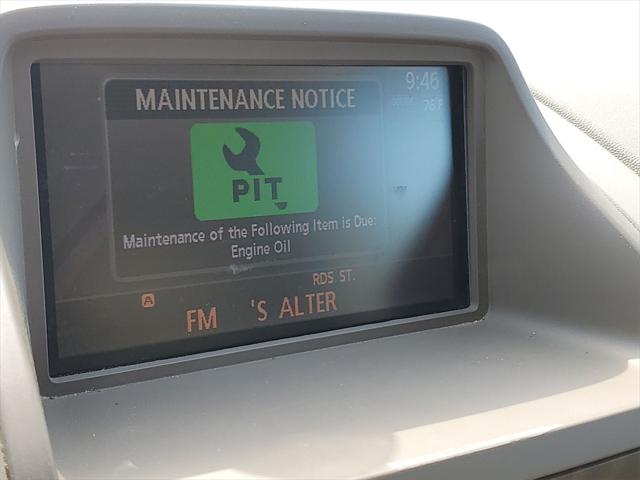 9:46
MAINTENANCE NOTICE
76°F
PIT
Maintenance of the Following Item is Due:
Engine Oil
RDS ST.
A
FM 'S ALTER